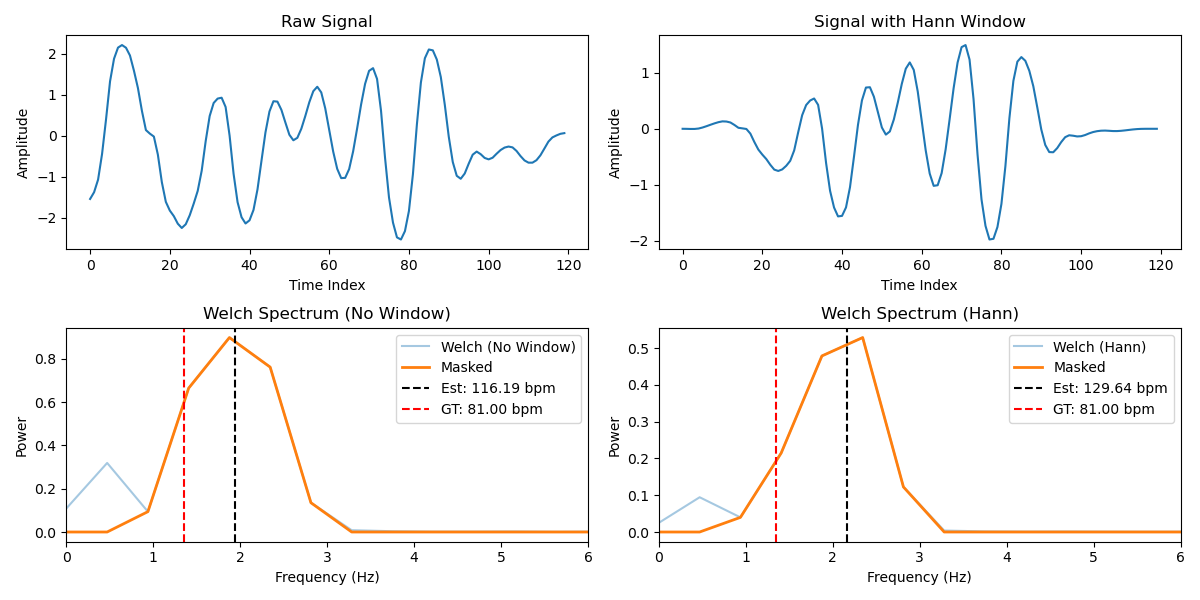 Raw Signal
Amplitude
2
1
0
−1
−2
0 20 40 60 80 100 120
Time Index
Signal with Hann Window
Amplitude
1
0
−1
−2
0 20 40 60 80 100 120
Time Index
Welch Spectrum (No Window)
Power
0.8
0.6
0.4
0.2
0.0
Welch (No Window)
Masked
Est: 116.19 bpm
GT: 81.00 bpm
0 1 2 3 4 5 6
Frequency (Hz)
Welch Spectrum (Hann)
Power
0.5
0.4
0.3
0.2
0.1
0.0
Welch (Hann)
Masked
Est: 129.64 bpm
GT: 81.00 bpm
0 1 2 3 4 5 6
Frequency (Hz)